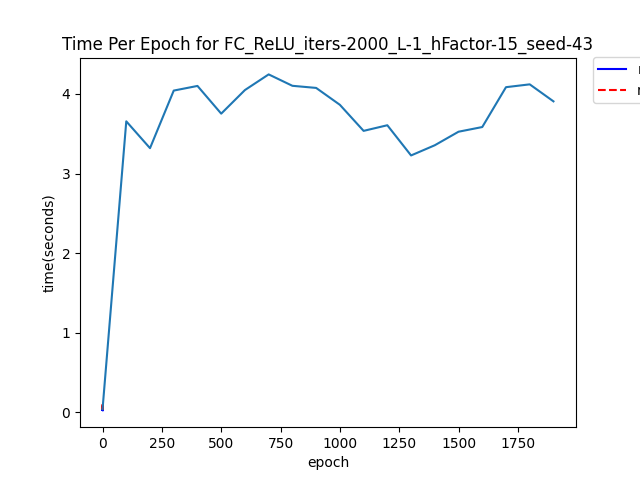 Time Per Epoch for FC_ReLU_iters-2000_L-1_hFactor-15_seed-43
4
3
2
1
0
time(seconds)
0 250 500 750 1000 1250 1500 1750
epoch